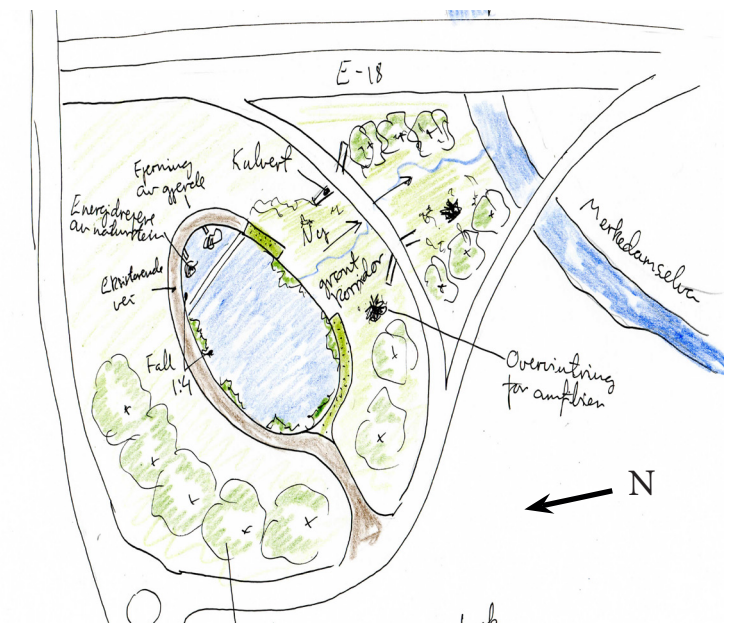 E-18
Kulvert
Fjerning
av gjerde
Energidrepere
av naturstein
Eksisterende
vei
Ny
grønt
korridor
Merkedamselva
Fall
1:4
Overvintring
for amfibier
N